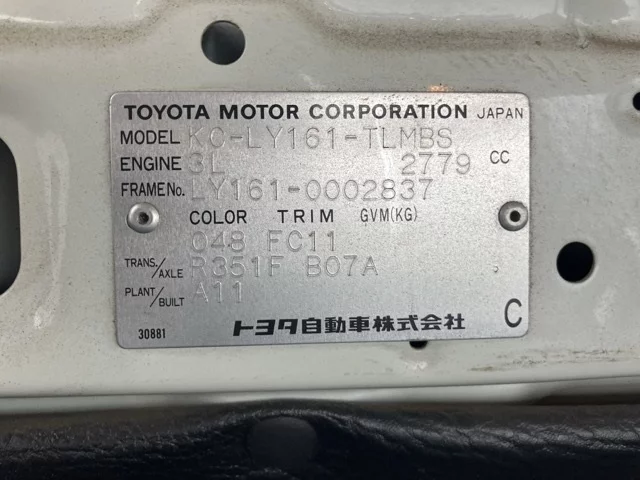 TOYOTA MOTOR CORPORATION JAPAN
MODEL KC-LY161-TLMBS
ENGINE 3L 2779 CC
FRAME No. LY161-0002837
COLOR TRIM GVM(KG)
048 FC11
TRANS./AXLE R351F B07A
PLANT/BUILT A11
30881 トヨタ自動車株式会社 C